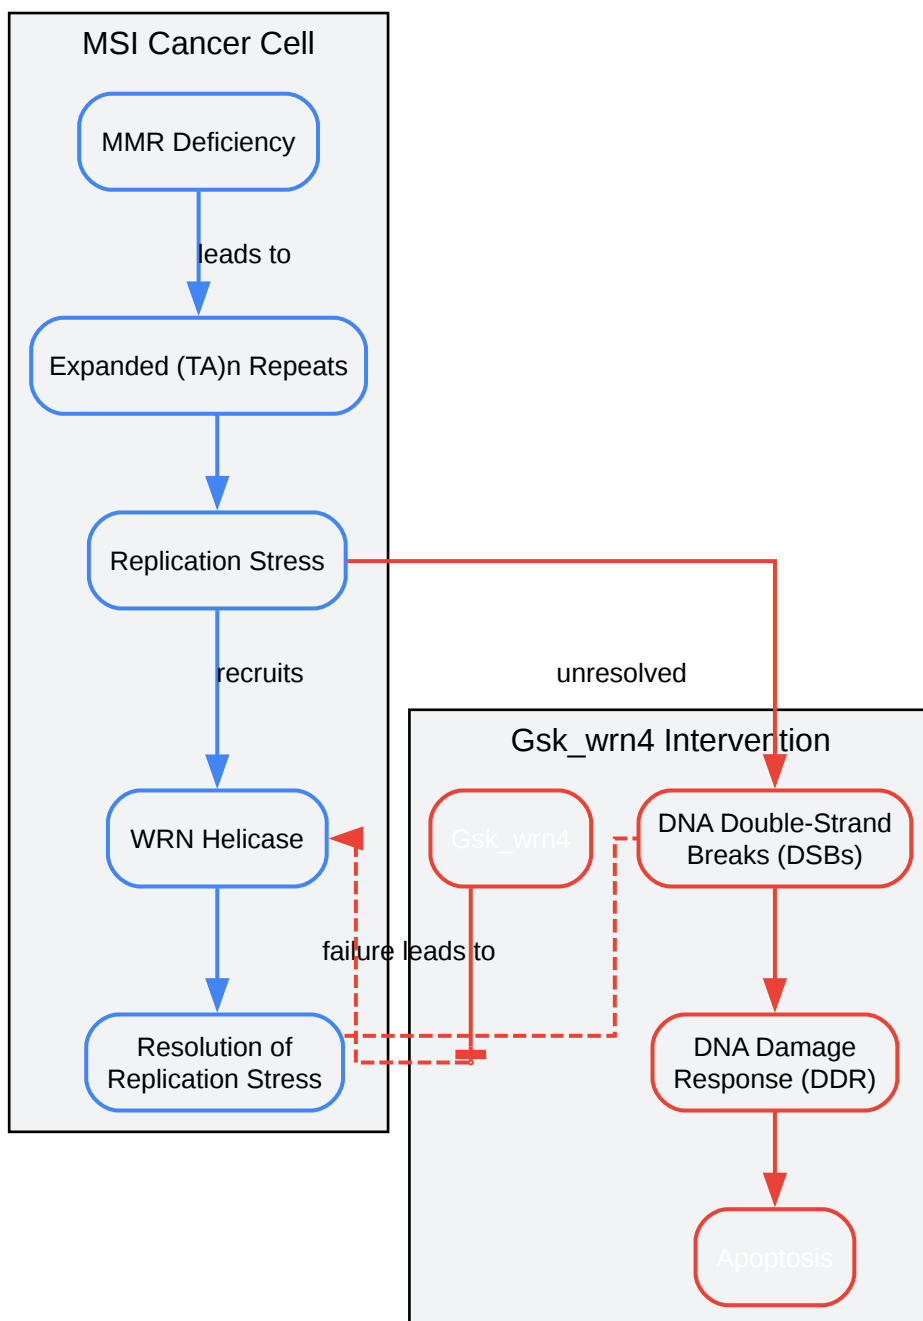 MSI Cancer Cell
MMR Deficiency
leads to
Expanded (TA)n Repeats
Replication Stress
recruits
unresolved
WRN Helicase
failure leads to
Resolution of
Replication Stress
Gsk_wrn4 Intervention
Gsk_wrn4
DNA Double-Strand
Breaks (DSBs)
DNA Damage
Response (DDR)
Apoptosis